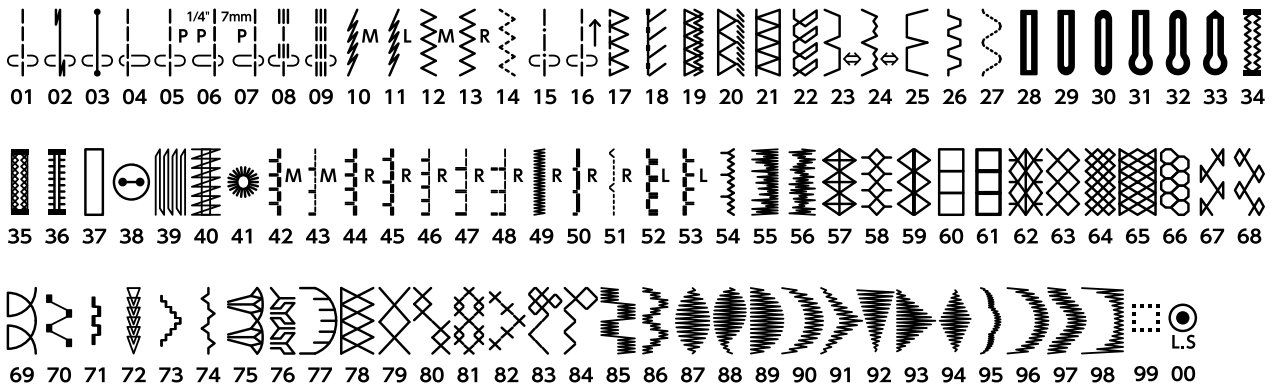 1/4" 7mm
P P P
M L M R
01 02 03 04 05 06 07 08 09 10 11 12 13 14 15 16 17 18 19 20 21 22 23 24 25 26 27 28 29 30 31 32 33 34
M M R R R R R R R R L L
35 36 37 38 39 40 41 42 43 44 45 46 47 48 49 50 51 52 53 54 55 56 57 58 59 60 61 62 63 64 65 66 67 68
L.S
69 70 71 72 73 74 75 76 77 78 79 80 81 82 83 84 85 86 87 88 89 90 91 92 93 94 95 96 97 98 99 00